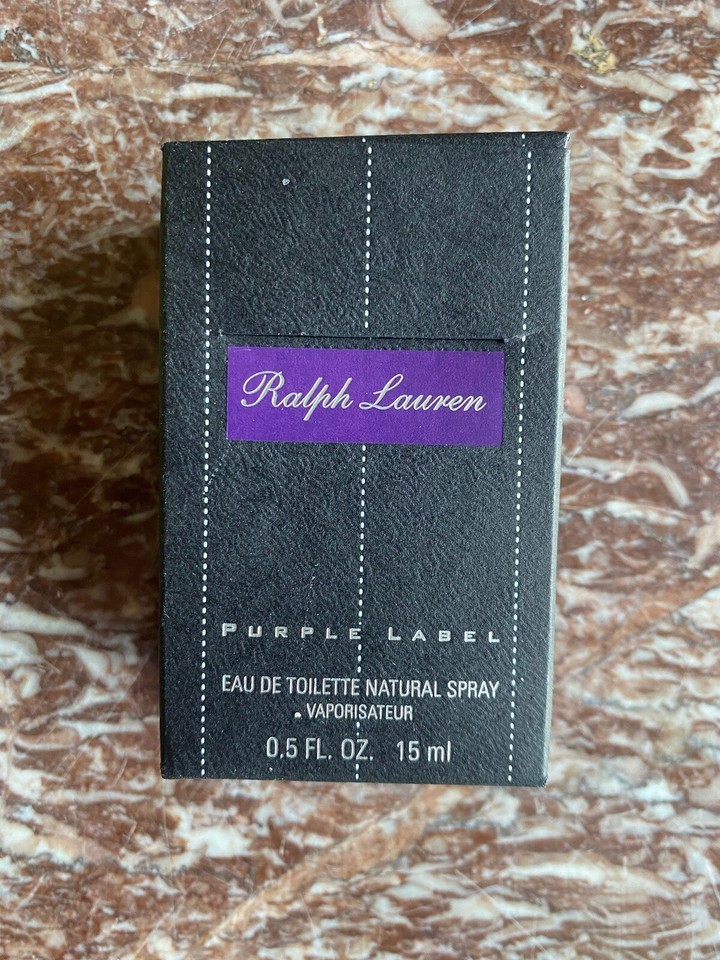 Ralph Lauren
PURPLE LABEL
EAU DE TOILETTE NATURAL SPRAY
VAPORISATEUR
0.5 FL. OZ. 15 ml